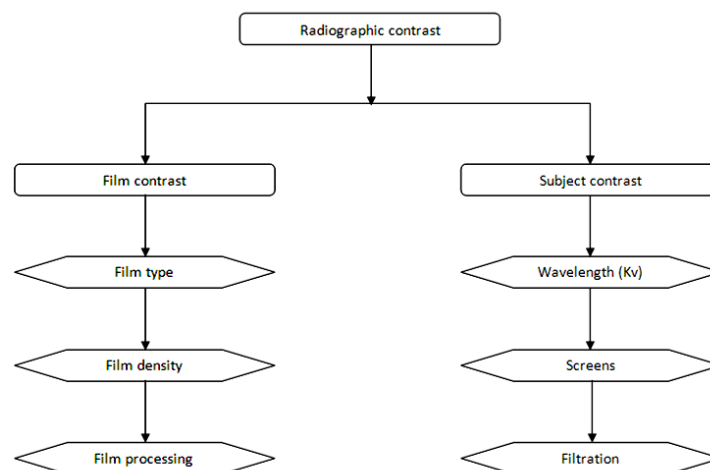 Radiographic contrast
Film contrast
Subject contrast
Film type
Wavelength (Kv)
Film density
Screens
Film processing
Filtration